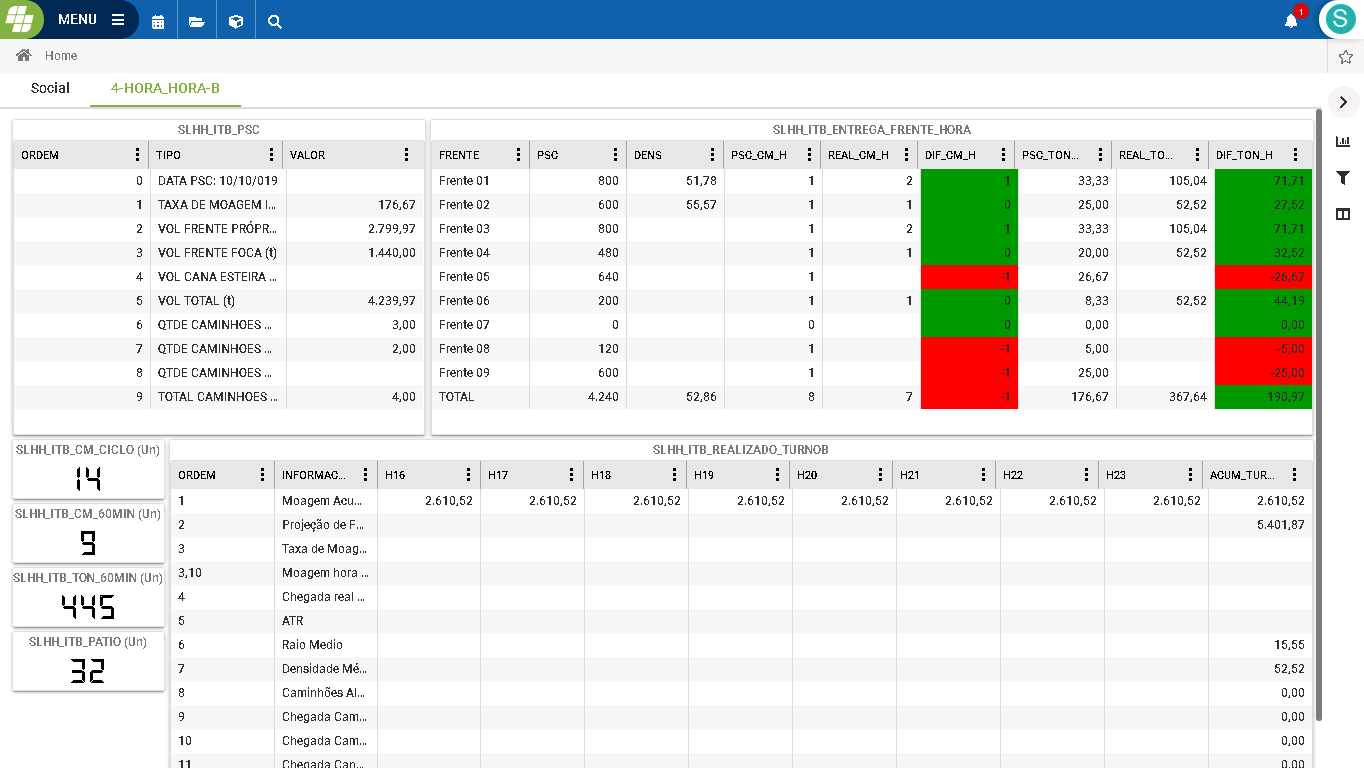 MENU
1
S
Home
Social 4-HORA_HORA-B
SLHH_ITB_PSC
ORDEM TIPO VALOR
0 DATA PSC: 10/10/019
1 TAXA DE MOAGEM I... 176,67
2 VOL FRENTE PRÓPR... 2.799,97
3 VOL FRENTE FOCA (t) 1.440,00
4 VOL CANA ESTEIRA ...
5 VOL TOTAL (t) 4.239,97
6 QTDE CAMINHOES ... 3,00
7 QTDE CAMINHOES ... 2,00
8 QTDE CAMINHOES ...
9 TOTAL CAMINHOES ... 4,00
SLHH_ITB_ENTREGA_FRENTE_HORA
FRENTE PSC DENS PSC_CM_H REAL_CM_H DIF_CM_H PSC_TON... REAL_TO... DIF_TON_H
Frente 01 800 51,78 1 2 1 33,33 105,04 71,71
Frente 02 600 55,57 1 1 0 25,00 52,52 27,52
Frente 03 800 1 2 1 33,33 105,04 71,71
Frente 04 480 1 1 0 20,00 52,52 32,52
Frente 05 640 1 -1 26,67 -26,67
Frente 06 200 1 1 0 8,33 52,52 44,19
Frente 07 0 0 0 0,00 0,00
Frente 08 120 1 -1 5,00 -5,00
Frente 09 600 1 -1 25,00 -25,00
TOTAL 4.240 52,86 8 7 -1 176,67 367,64 190,97
SLHH_ITB_CM_CICLO (Un)
14
SLHH_ITB_CM_60MIN (Un)
9
SLHH_ITB_TON_60MIN (Un)
445
SLHH_ITB_PATIO (Un)
32
SLHH_ITB_REALIZADO_TURNOB
ORDEM INFORMAC... H16 H17 H18 H19 H20 H21 H22 H23 ACUM_TUR...
1 Moagem Acu... 2.610,52 2.610,52 2.610,52 2.610,52 2.610,52 2.610,52 2.610,52 2.610,52 2.610,52
2 Projeção de F... 5.401,87
3 Taxa de Moag...
3,10 Moagem hora ...
4 Chegada real ...
5 ATR
6 Raio Medio 15,55
7 Densidade Mé... 52,52
8 Caminhões Al... 0,00
9 Chegada Cam... 0,00
10 Chegada Cam... 0,00
11 Chegada Can... 0,00